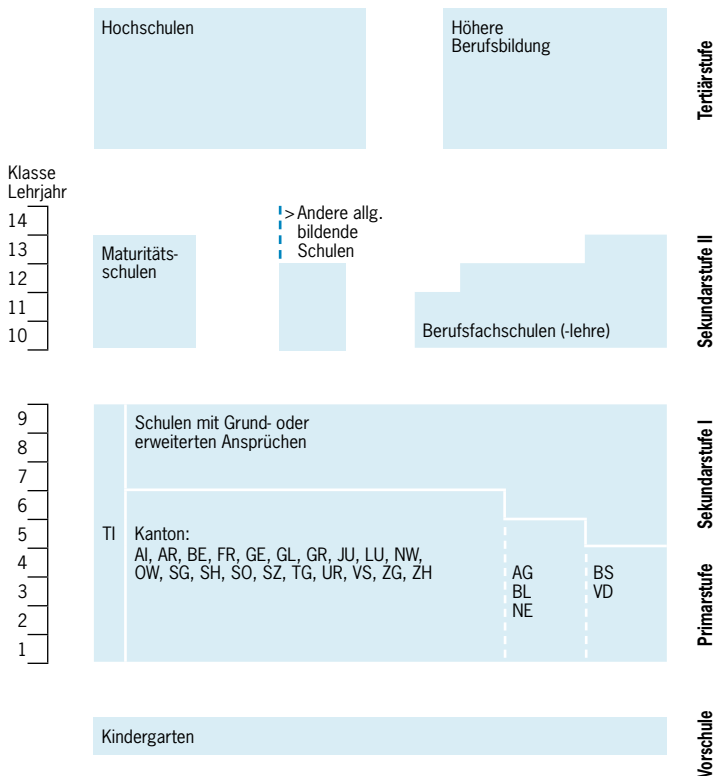 Hochschulen
Höhere
Berufsbildung
Tertiärstufe
Klasse
Lehrjahr
14
13
12
11
10
Maturitäts-
schulen
> Andere allg.
bildende
Schulen
Berufsfachschulen (-lehre)
Sekundarstufe II
9
8
7
6
5
4
3
2
1
Schulen mit Grund- oder
erweiterten Ansprüchen
Sekundarstufe I
TI
Kanton:
AI, AR, BE, FR, GE, GL, GR, JU, LU, NW,
OW, SG, SH, SO, SZ, TG, UR, VS, ZG, ZH
AG
BL
NE
BS
VD
Primarstufe
Kindergarten
Vorschule